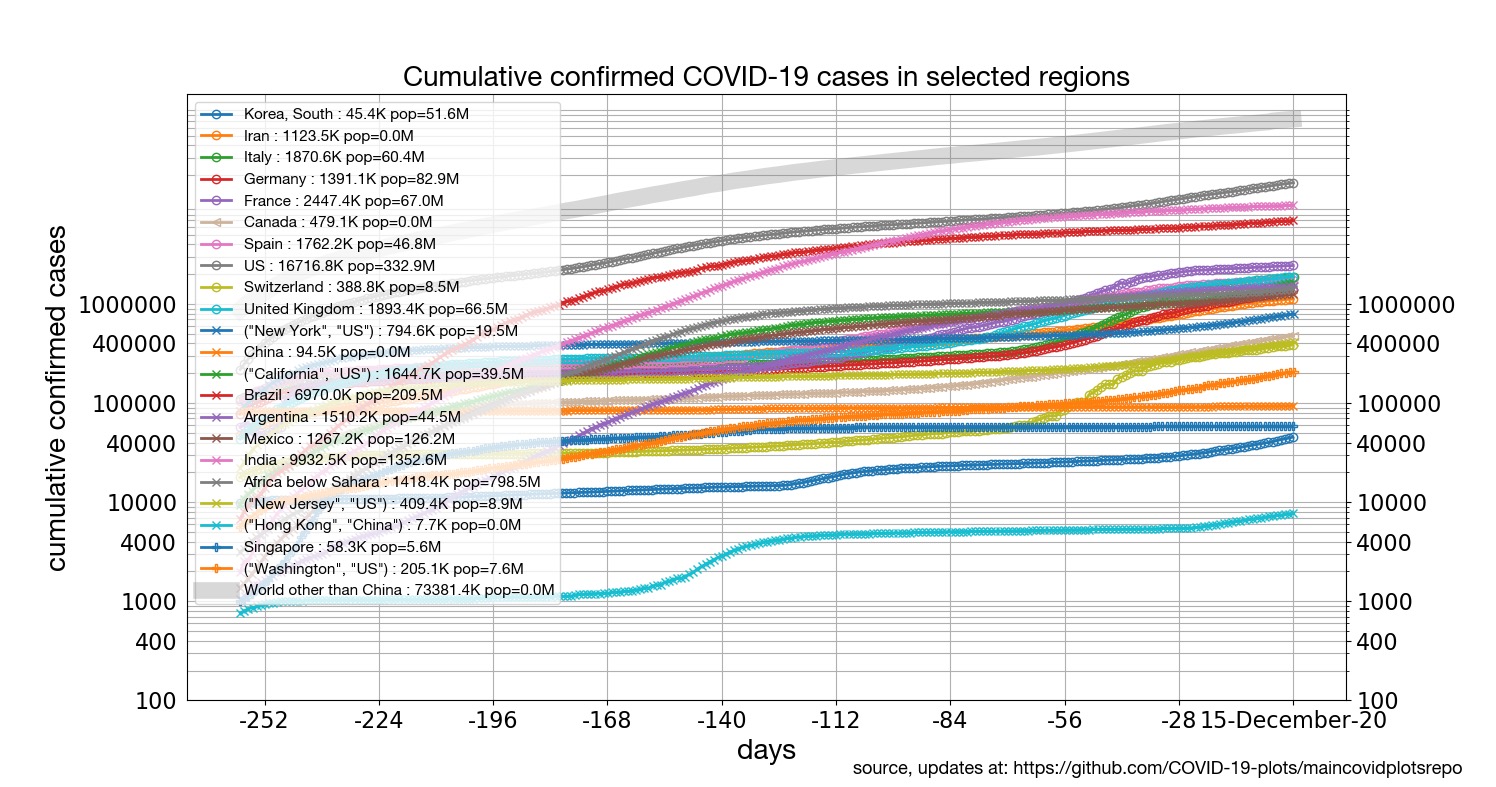 Cumulative confirmed COVID-19 cases in selected regions
Korea, South : 45.4K pop=51.6M
Iran : 1123.5K pop=0.0M
Italy : 1870.6K pop=60.4M
Germany : 1391.1K pop=82.9M
France : 2447.4K pop=67.0M
Canada : 479.1K pop=0.0M
Spain : 1762.2K pop=46.8M
US : 16716.8K pop=332.9M
Switzerland : 388.8K pop=8.5M
United Kingdom : 1893.4K pop=66.5M
("New York", "US") : 794.6K pop=19.5M
China : 94.5K pop=0.0M
("California", "US") : 1644.7K pop=39.5M
Brazil : 6970.0K pop=209.5M
Argentina : 1510.2K pop=44.5M
Mexico : 1267.2K pop=126.2M
India : 9932.5K pop=1352.6M
Africa below Sahara : 1418.4K pop=798.5M
("New Jersey", "US") : 409.4K pop=8.9M
("Hong Kong", "China") : 7.7K pop=0.0M
Singapore : 58.3K pop=5.6M
("Washington", "US") : 205.1K pop=7.6M
World other than China : 73381.4K pop=0.0M
cumulative confirmed cases
1000000
400000
100000
40000
10000
4000
1000
400
100
1000000
400000
100000
40000
10000
4000
1000
400
100
-252 -224 -196 -168 -140 -112 -84 -56 -28 15-December-20
days
source, updates at: https://github.com/COVID-19-plots/maincovidplotsrepo